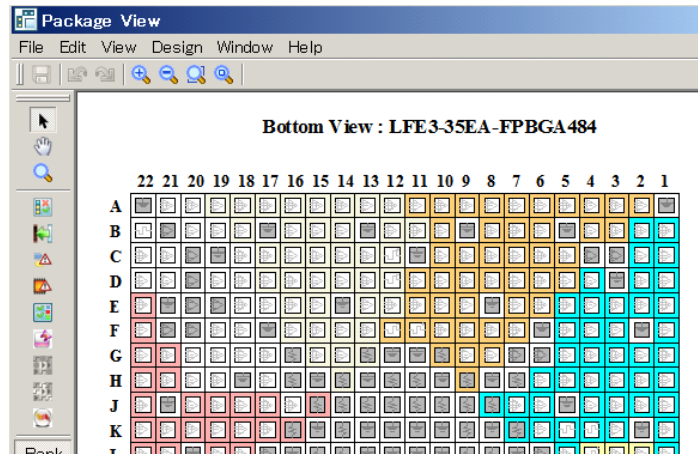 Package View
File Edit View Design Window Help
Bottom View : LFE3-35EA-FPBGA484
22 21 20 19 18 17 16 15 14 13 12 11 10 9 8 7 6 5 4 3 2 1
A
B
C
D
E
F
G
H
J
K
L
Bank